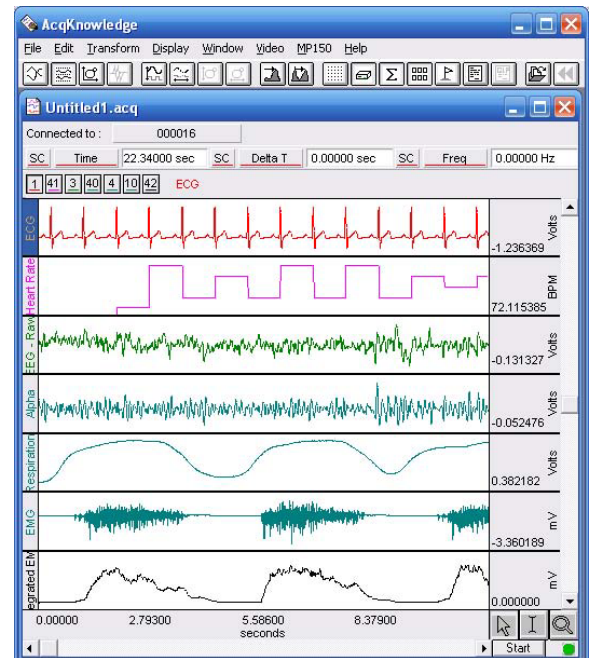 AcqKnowledge
File Edit Transform Display Window Video MP150 Help
Untitled1.acq
Connected to : 000016
SC Time 22.34000 sec SC Delta T 0.00000 sec SC Freq 0.00000 Hz
1 41 3 40 4 10 42 ECG
ECG
-1.236369 Volts
Heart Rate
72.115385 BPM
EEG - Raw
-0.131327 Volts
Alpha
-0.052476 Volts
Respiration
0.382182 Volts
EMG
-3.360189 mV
egrated EM
0.000000 mV
0.00000 2.79300 5.58600 8.37900
seconds
Start